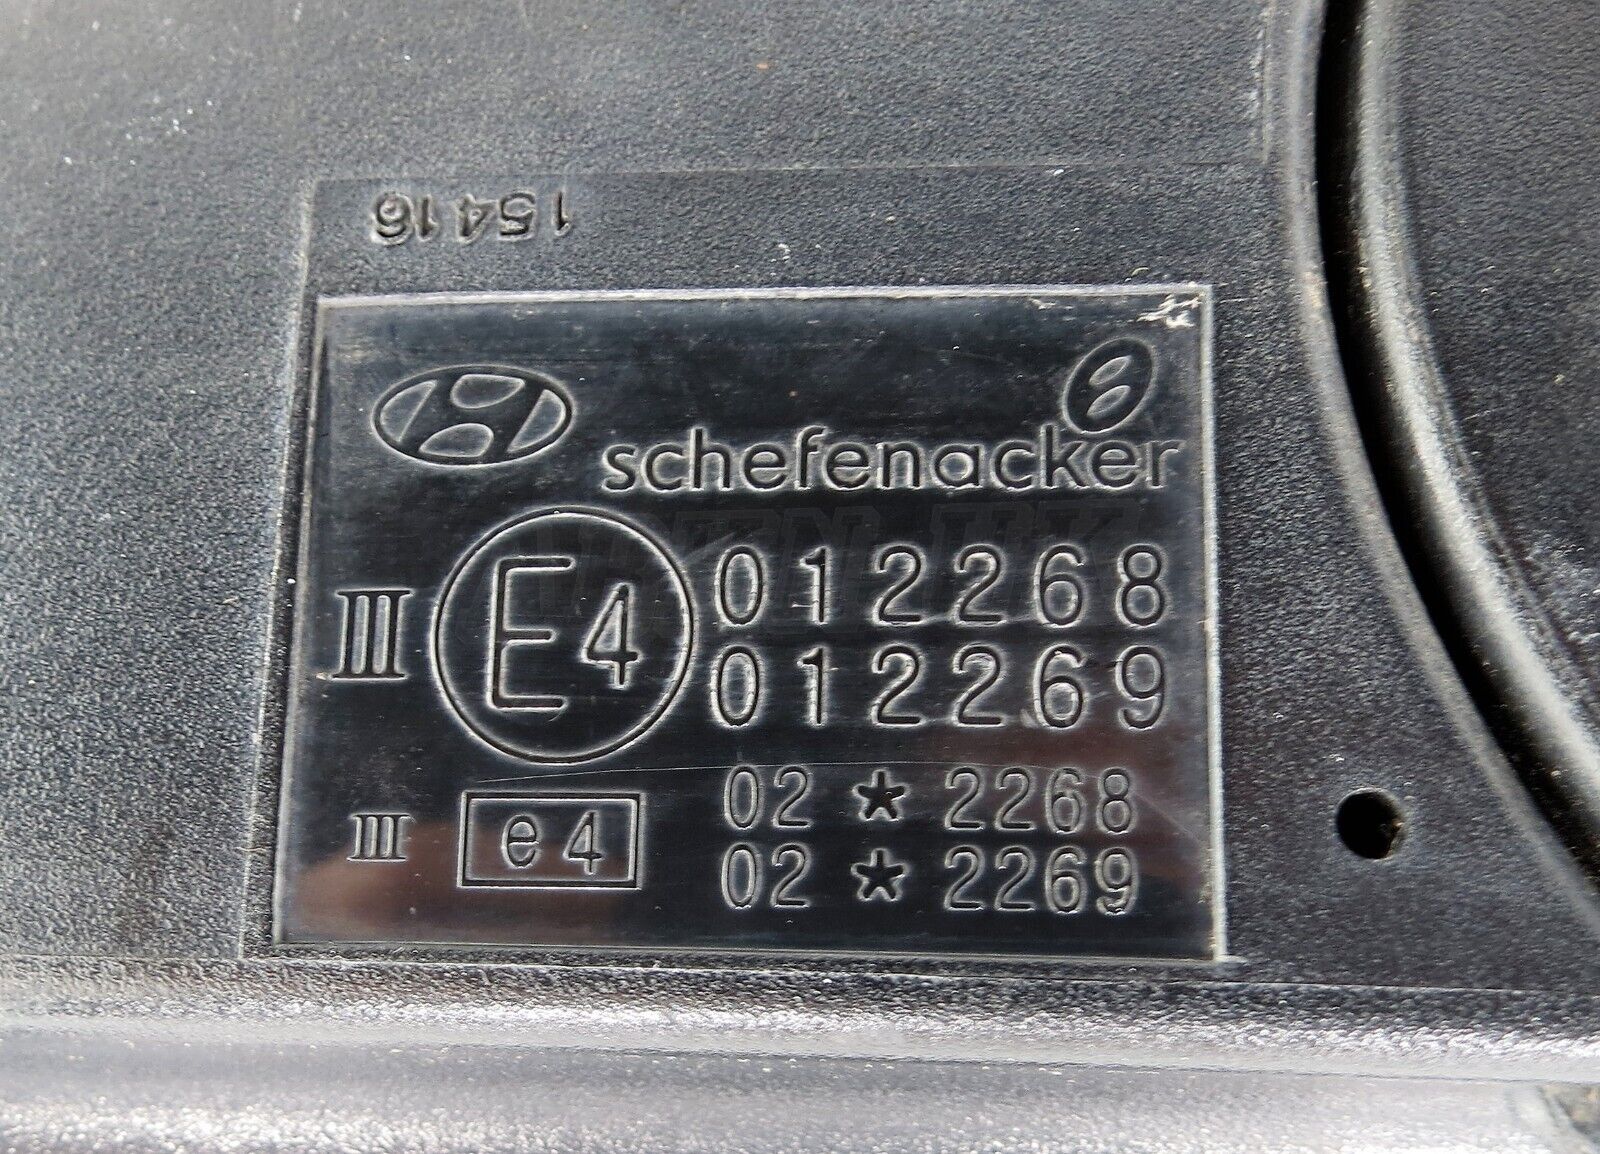 15416
schefenacker
III E4 012268
012269
III e4 02 * 2268
02 * 2269